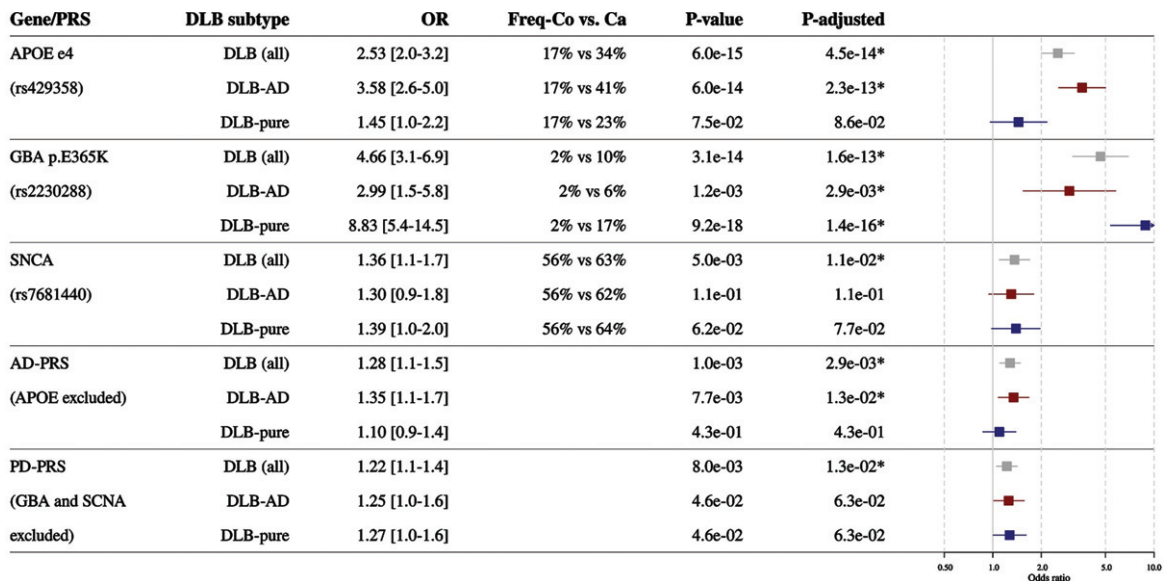 Gene/PRS DLB subtype OR Freq-Co vs. Ca P-value P-adjusted
APOE e4 DLB (all) 2.53 [2.0-3.2] 17% vs 34% 6.0e-15 4.5e-14*
(rs429358) DLB-AD 3.58 [2.6-5.0] 17% vs 41% 6.0e-14 2.3e-13*
DLB-pure 1.45 [1.0-2.2] 17% vs 23% 7.5e-02 8.6e-02
GBA p.E365K DLB (all) 4.66 [3.1-6.9] 2% vs 10% 3.1e-14 1.6e-13*
(rs2230288) DLB-AD 2.99 [1.5-5.8] 2% vs 6% 1.2e-03 2.9e-03*
DLB-pure 8.83 [5.4-14.5] 2% vs 17% 9.2e-18 1.4e-16*
SNCA DLB (all) 1.36 [1.1-1.7] 56% vs 63% 5.0e-03 1.1e-02*
(rs7681440) DLB-AD 1.30 [0.9-1.8] 56% vs 62% 1.1e-01 1.1e-01
DLB-pure 1.39 [1.0-2.0] 56% vs 64% 6.2e-02 7.7e-02
AD-PRS DLB (all) 1.28 [1.1-1.5] 1.0e-03 2.9e-03*
(APOE excluded) DLB-AD 1.35 [1.1-1.7] 7.7e-03 1.3e-02*
DLB-pure 1.10 [0.9-1.4] 4.3e-01 4.3e-01
PD-PRS DLB (all) 1.22 [1.1-1.4] 8.0e-03 1.3e-02*
(GBA and SCNA DLB-AD 1.25 [1.0-1.6] 4.6e-02 6.3e-02
excluded) DLB-pure 1.27 [1.0-1.6] 4.6e-02 6.3e-02
0.50 1.0 2.0 5.0 10.0
Odds ratio